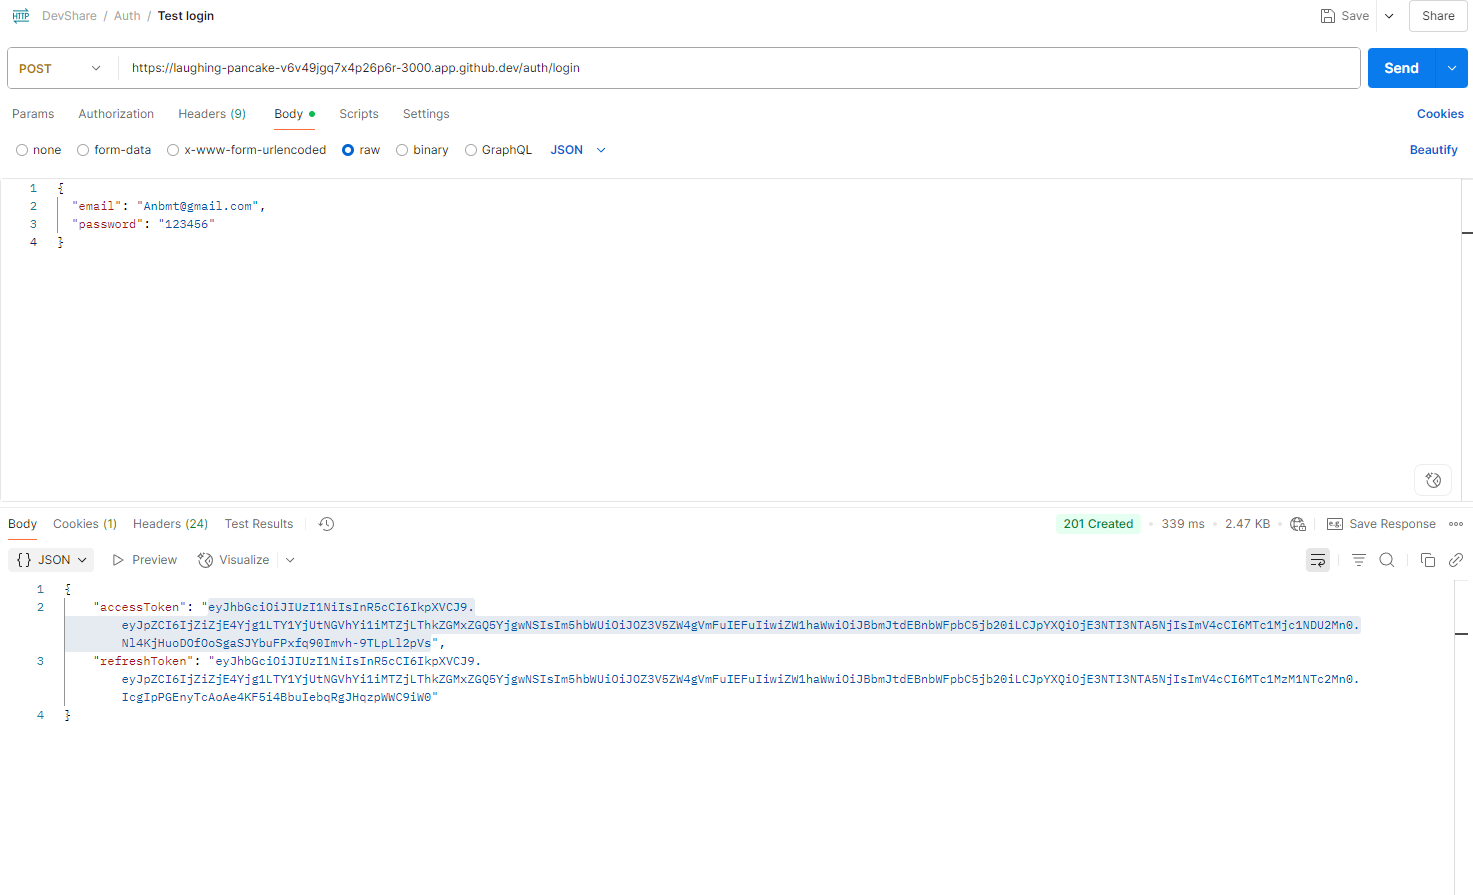 HTTP DevShare / Auth / Test login Save Share
POST https://laughing-pancake-v6v49jgq7x4p26p6r-3000.app.github.dev/auth/login Send
Params Authorization Headers (9) Body Scripts Settings Cookies
none form-data x-www-form-urlencoded raw binary GraphQL JSON Beautify
1 {
2 "email": "Anbmt@gmail.com",
3 "password": "123456"
4 }
Body Cookies (1) Headers (24) Test Results 201 Created 339 ms 2.47 KB e.g. Save Response
{} JSON Preview Visualize
1 {
2 "accessToken": "eyJhbGciOiJIUzI1NiIsInR5cCI6IkpXVCJ9.
eyJpZCI6IjZiZjE4Yjg1LTY1YjUtNGVhYi1iMTZjLThkZGMxZGQ5YjgwNSIsIm5hbWUiOiJOZ3V5ZW4gVmFuIEFuIiwiZW1haWwiOiJBbmJtdEBnbWFpbC5jb20iLCJpYXQiOjE3NTI3NTA5NjIsImV4cCI6MTc1Mjc1NDU2Mn0.
Nl4KjHuoDOfOoSgaSJYbuFPxfq90Imvh-9TLpLl2pVs",
3 "refreshToken": "eyJhbGciOiJIUzI1NiIsInR5cCI6IkpXVCJ9.
eyJpZCI6IjZiZjE4Yjg1LTY1YjUtNGVhYi1iMTZjLThkZGMxZGQ5YjgwNSIsIm5hbWUiOiJOZ3V5ZW4gVmFuIEFuIiwiZW1haWwiOiJBbmJtdEBnbWFpbC5jb20iLCJpYXQiOjE3NTI3NTA5NjIsImV4cCI6MTc1MzM1NTc2Mn0.
IcgIpPGEnyTcAoAe4KF5i4BbuIebqRgJHqzpWWC9iW0"
4 }